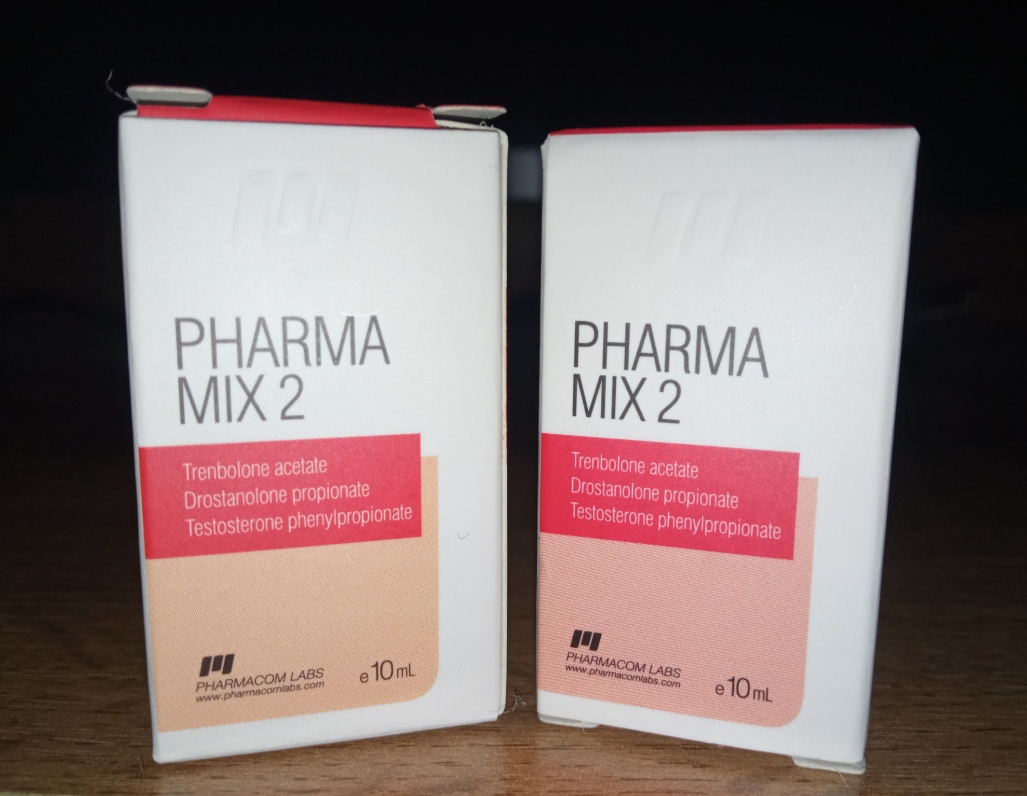 PHARMA
MIX 2
Trenbolone acetate
Drostanolone propionate
Testosterone phenylpropionate
PHARMACOM LABS
www.pharmacomlabs.com
e 10 mL
PHARMA
MIX 2
Trenbolone acetate
Drostanolone propionate
Testosterone phenylpropionate
PHARMACOM LABS
www.pharmacomlabs.com
e 10 mL